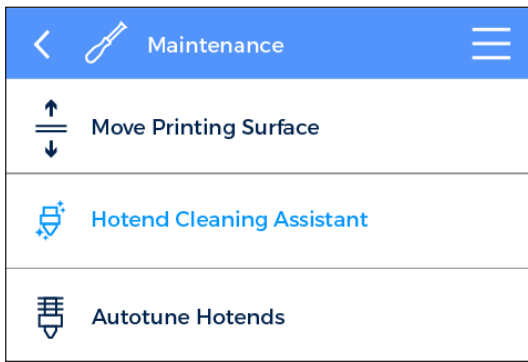 Maintenance
Move Printing Surface
Hotend Cleaning Assistant
Autotune Hotends